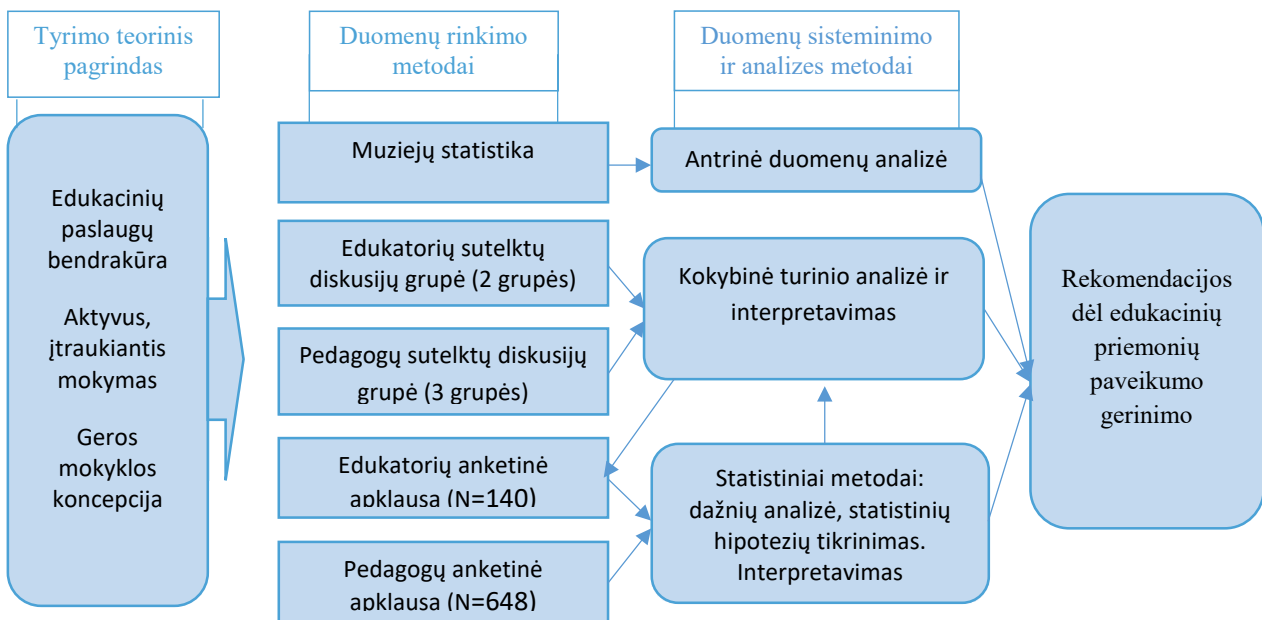 Tyrimo teorinis
pagrindas
Duomenų rinkimo
metodai
Duomenų sisteminimo
ir analizes metodai
Edukacinių
paslaugų
bendrakūra
Aktyvus,
įtraukiantis
mokymas
Geros
mokyklos
koncepcija
Muziejų statistika
Edukatorių sutelktų
diskusijų grupė (2 grupės)
Pedagogų sutelktų diskusijų
grupė (3 grupės)
Edukatorių anketinė
apklausa (N=140)
Pedagogų anketinė
apklausa (N=648)
Antrinė duomenų analizė
Kokybinė turinio analizė ir
interpretavimas
Statistiniai metodai:
dažnių analizė, statistinių
hipotezių tikrinimas.
Interpretavimas
Rekomendacijos
dėl edukacinių
priemonių
paveikumo
gerinimo